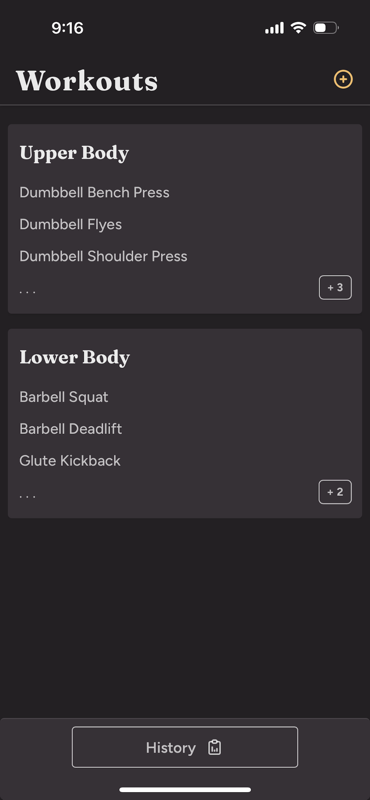 9:16
Workouts
Upper Body
Dumbbell Bench Press
Dumbbell Flyes
Dumbbell Shoulder Press
...
+ 3
Lower Body
Barbell Squat
Barbell Deadlift
Glute Kickback
...
+ 2
History